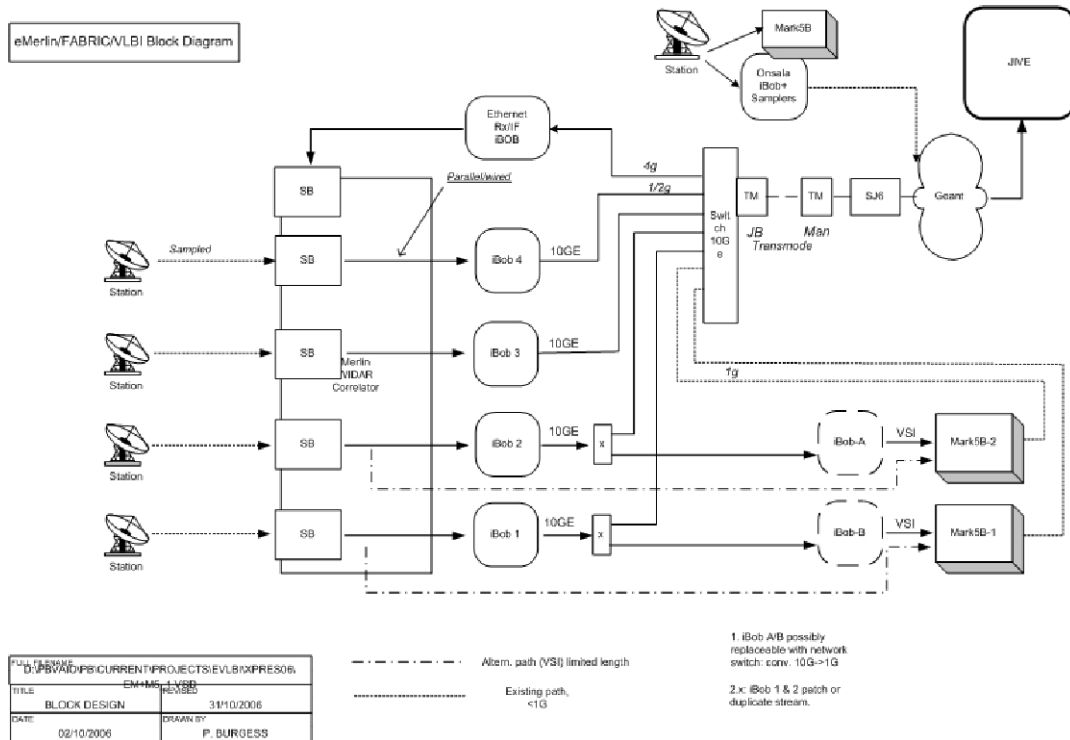 eMerlin/FABRIC/VLBI Block Diagram
Mark5B
Station
Onsala
iBob+
Samplers
JIVE
Ethernet
Rx/IF
iBOB
4g
1/2g
Parallel/wired
SB
Swit
ch
10G
e
TM
TM
SJ6
Geant
JB
Man
Transmode
Sampled
SB
iBob 4
10GE
Station
SB
iBob 3
10GE
Merlin
VIDAR
Correlator
Station
1g
SB
iBob 2
10GE
x
iBob-A
VSI
Mark5B-2
Station
SB
iBob 1
10GE
x
iBob-B
VSI
Mark5B-1
Station
1. iBob A/B possibly
replaceable with network
switch: conv. 10G->1G
2.x: iBob 1 & 2 patch or
duplicate stream.
Altern. path (VSI) limited length
Existing path,
<1G
FULL FILENAME
TITLE
BLOCK DESIGN
REVISED
31/10/2006
DATE
02/10/2006
DRAWN BY
P. BURGESS